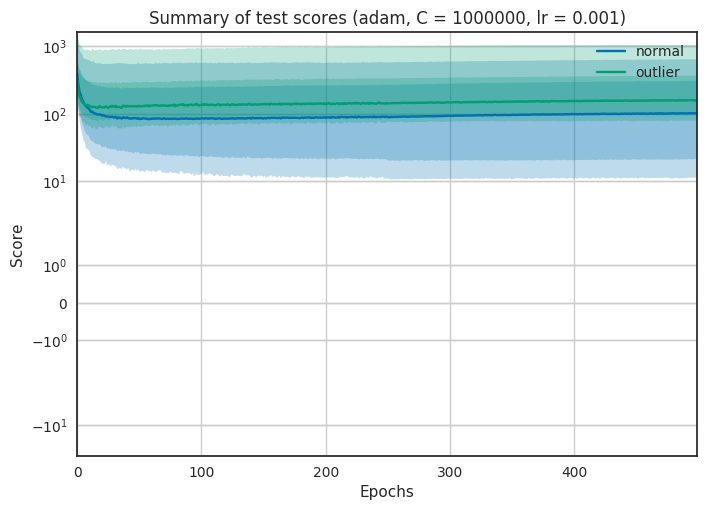 Summary of test scores (adam, C = 1000000, lr = 0.001)
normal
outlier
10³
10²
10¹
10⁰
0
−10⁰
−10¹
Score
0 100 200 300 400
Epochs